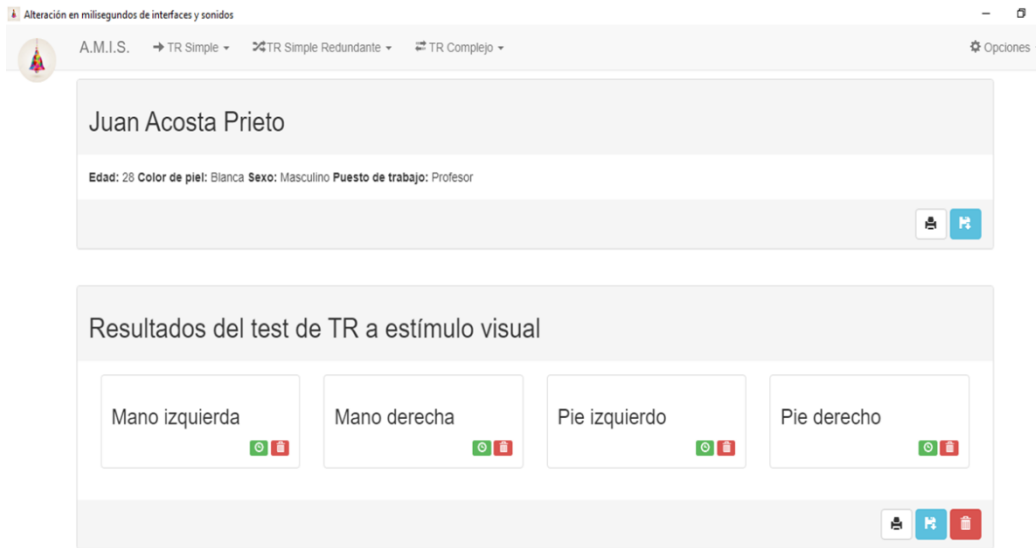 Alteración en milisegundos de interfaces y sonidos
A.M.I.S. TR Simple TR Simple Redundante TR Complejo Opciones
Juan Acosta Prieto
Edad: 28 Color de piel: Blanca Sexo: Masculino Puesto de trabajo: Profesor
Resultados del test de TR a estímulo visual
Mano izquierda Mano derecha Pie izquierdo Pie derecho